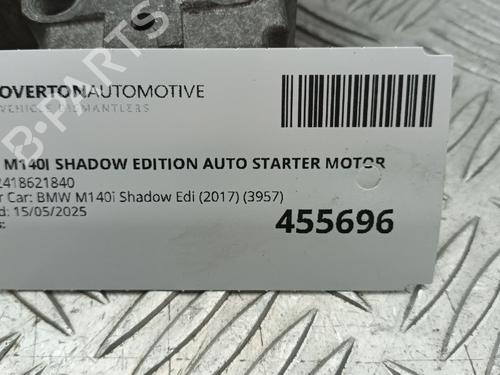 OVERTONAUTOMOTIVE
VEHICLE DISMANTLERS
M140I SHADOW EDITION AUTO STARTER MOTOR
2418621840
r Car: BMW M140i Shadow Edi (2017) (3957)
d: 15/05/2025
s:
455696
B-PARTS